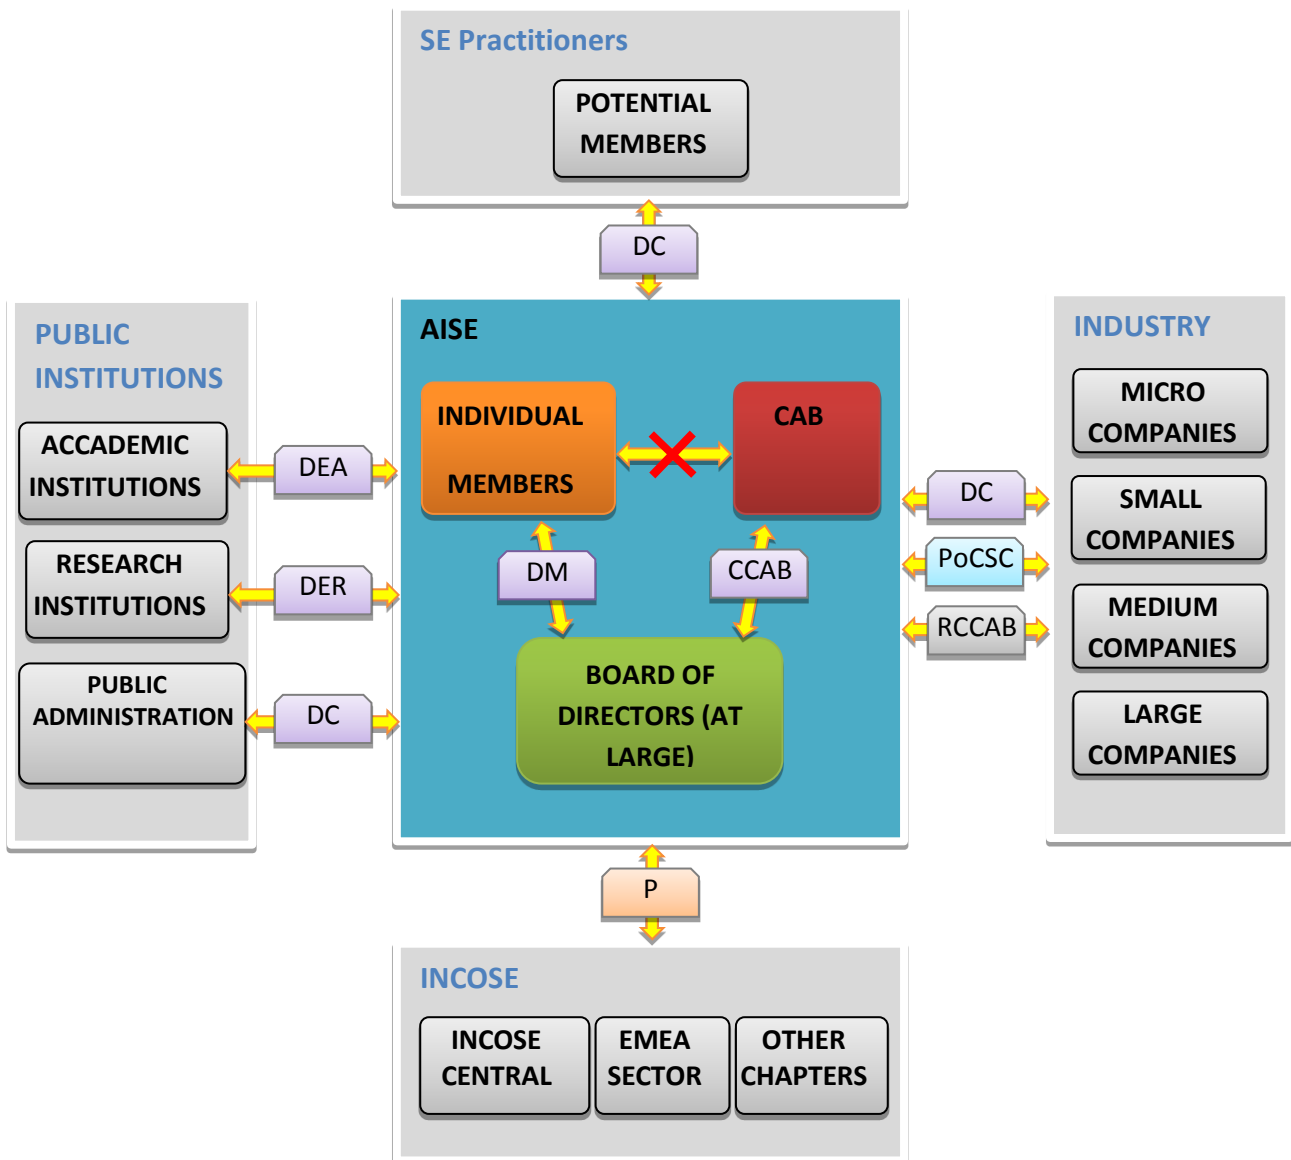 SE Practitioners
POTENTIAL
MEMBERS
DC
PUBLIC
INSTITUTIONS
ACCADEMIC
INSTITUTIONS
DEA
RESEARCH
INSTITUTIONS
DER
PUBLIC
ADMINISTRATION
DC
AISE
INDIVIDUAL
MEMBERS
CAB
DM
CCAB
BOARD OF
DIRECTORS (AT
LARGE)
DC
PoCSC
RCCAB
INDUSTRY
MICRO
COMPANIES
SMALL
COMPANIES
MEDIUM
COMPANIES
LARGE
COMPANIES
P
INCOSE
INCOSE
CENTRAL
EMEA
SECTOR
OTHER
CHAPTERS